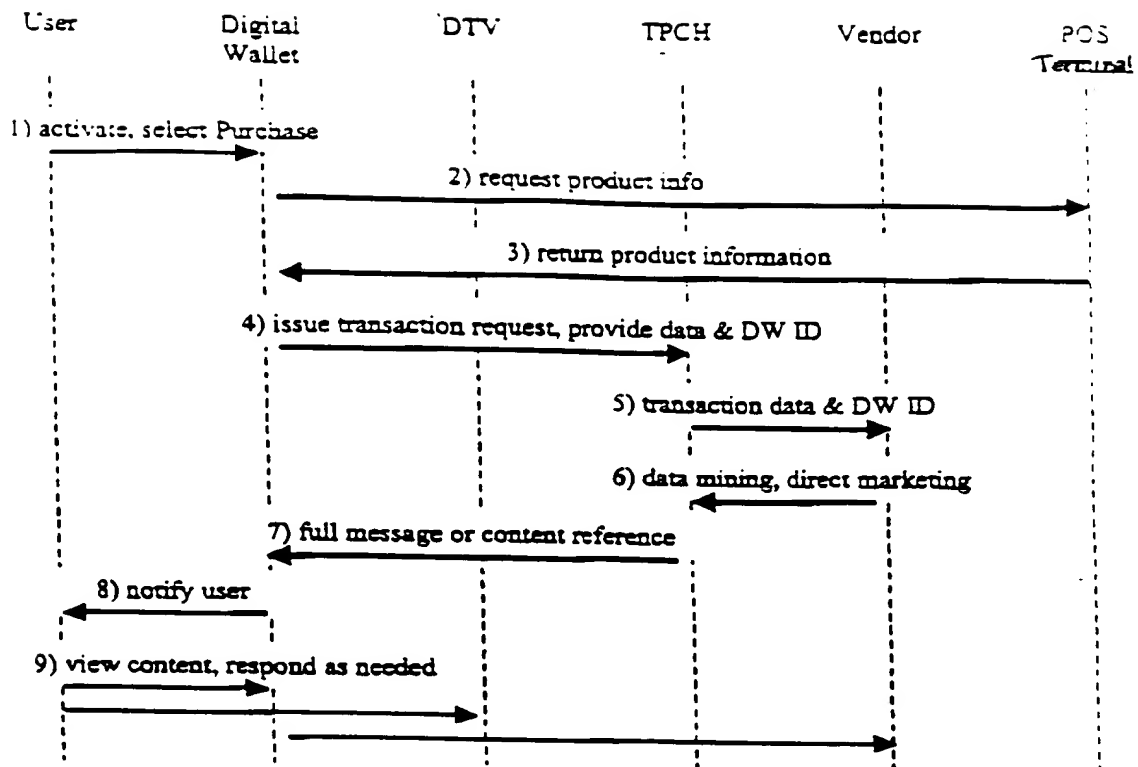 User
Digital
Wallet
DTV
TPCH
Vendor
POS
Terminal
1) activate, select Purchase
2) request product info
3) return product information
4) issue transaction request, provide data & DW ID
5) transaction data & DW ID
6) data mining, direct marketing
7) full message or content reference
8) notify user
9) view content, respond as needed